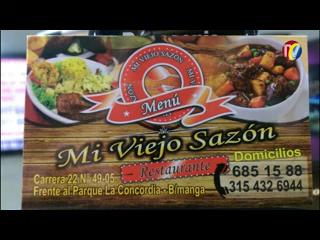 MI VIEJO SAZÓN
Menú
Mi Viejo Sazón
Restaurante
Domicilios
Carrera 22 N° 49-05
685 15 88
Frente al Parque La Concordia - B/manga
315 432 6944